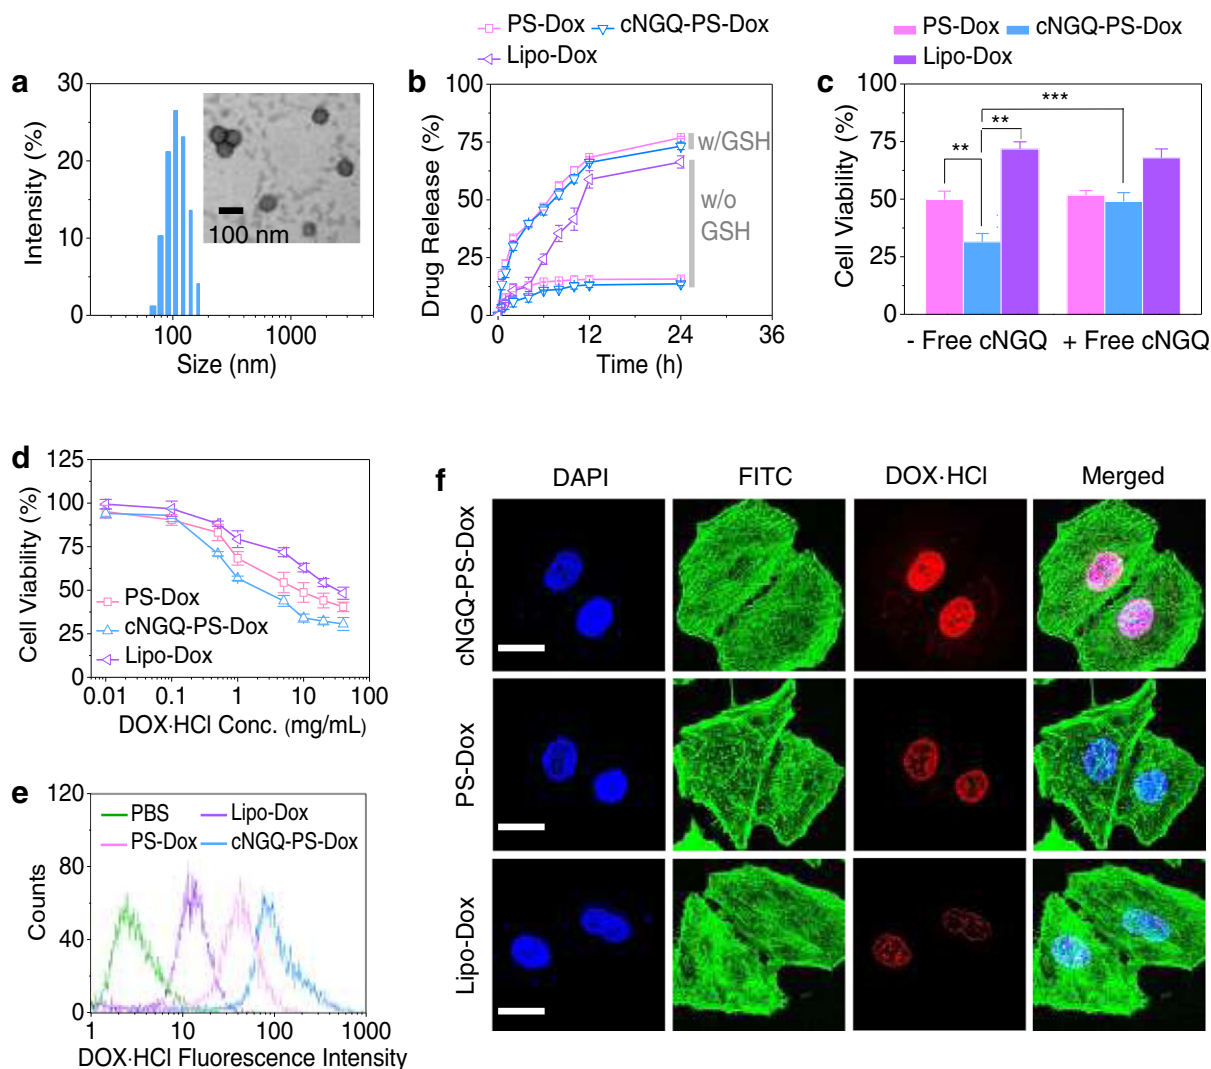 PS-Dox cNGQ-PS-Dox
Lipo-Dox
PS-Dox cNGQ-PS-Dox
Lipo-Dox
a
30
20
10
0
Intensity (%)
100 1000
Size (nm)
100 nm
b
100
75
50
25
0
Drug Release (%)
w/GSH
w/o
GSH
0 12 24 36
Time (h)
c
100
75
50
25
0
Cell Viability (%)
**
**
***
- Free cNGQ + Free cNGQ
d
125
100
75
50
25
0
Cell Viability (%)
PS-Dox
cNGQ-PS-Dox
Lipo-Dox
0.01 0.1 1 10 100
DOX·HCl Conc. (mg/mL)
e
120
80
40
0
Counts
PBS Lipo-Dox
PS-Dox cNGQ-PS-Dox
1 10 100 1000
DOX·HCl Fluorescence Intensity
f
DAPI FITC DOX·HCl Merged
cNGQ-PS-Dox
PS-Dox
Lipo-Dox